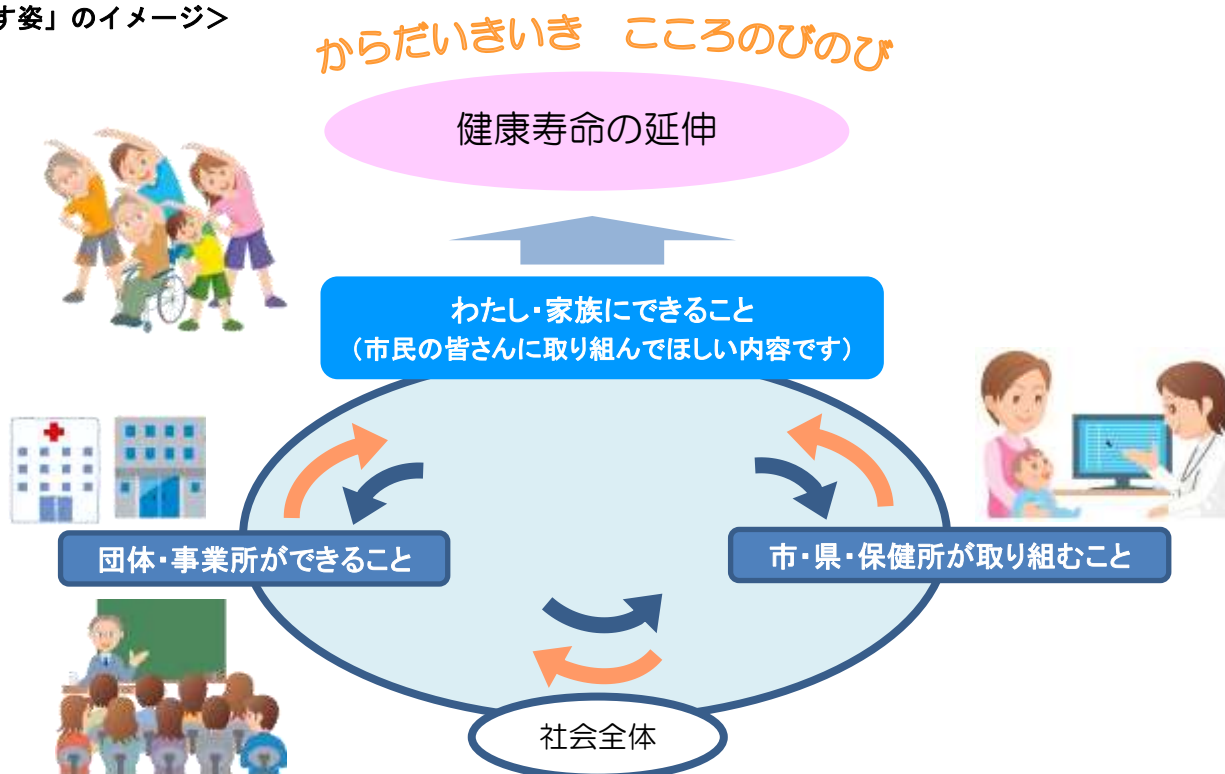 す姿」のイメージ＞
からだいきいき　こころのびのび
健康寿命の延伸
わたし・家族にできること
（市民の皆さんに取り組んでほしい内容です）
団体・事業所ができること
市・県・保健所が取り組むこと
社会全体